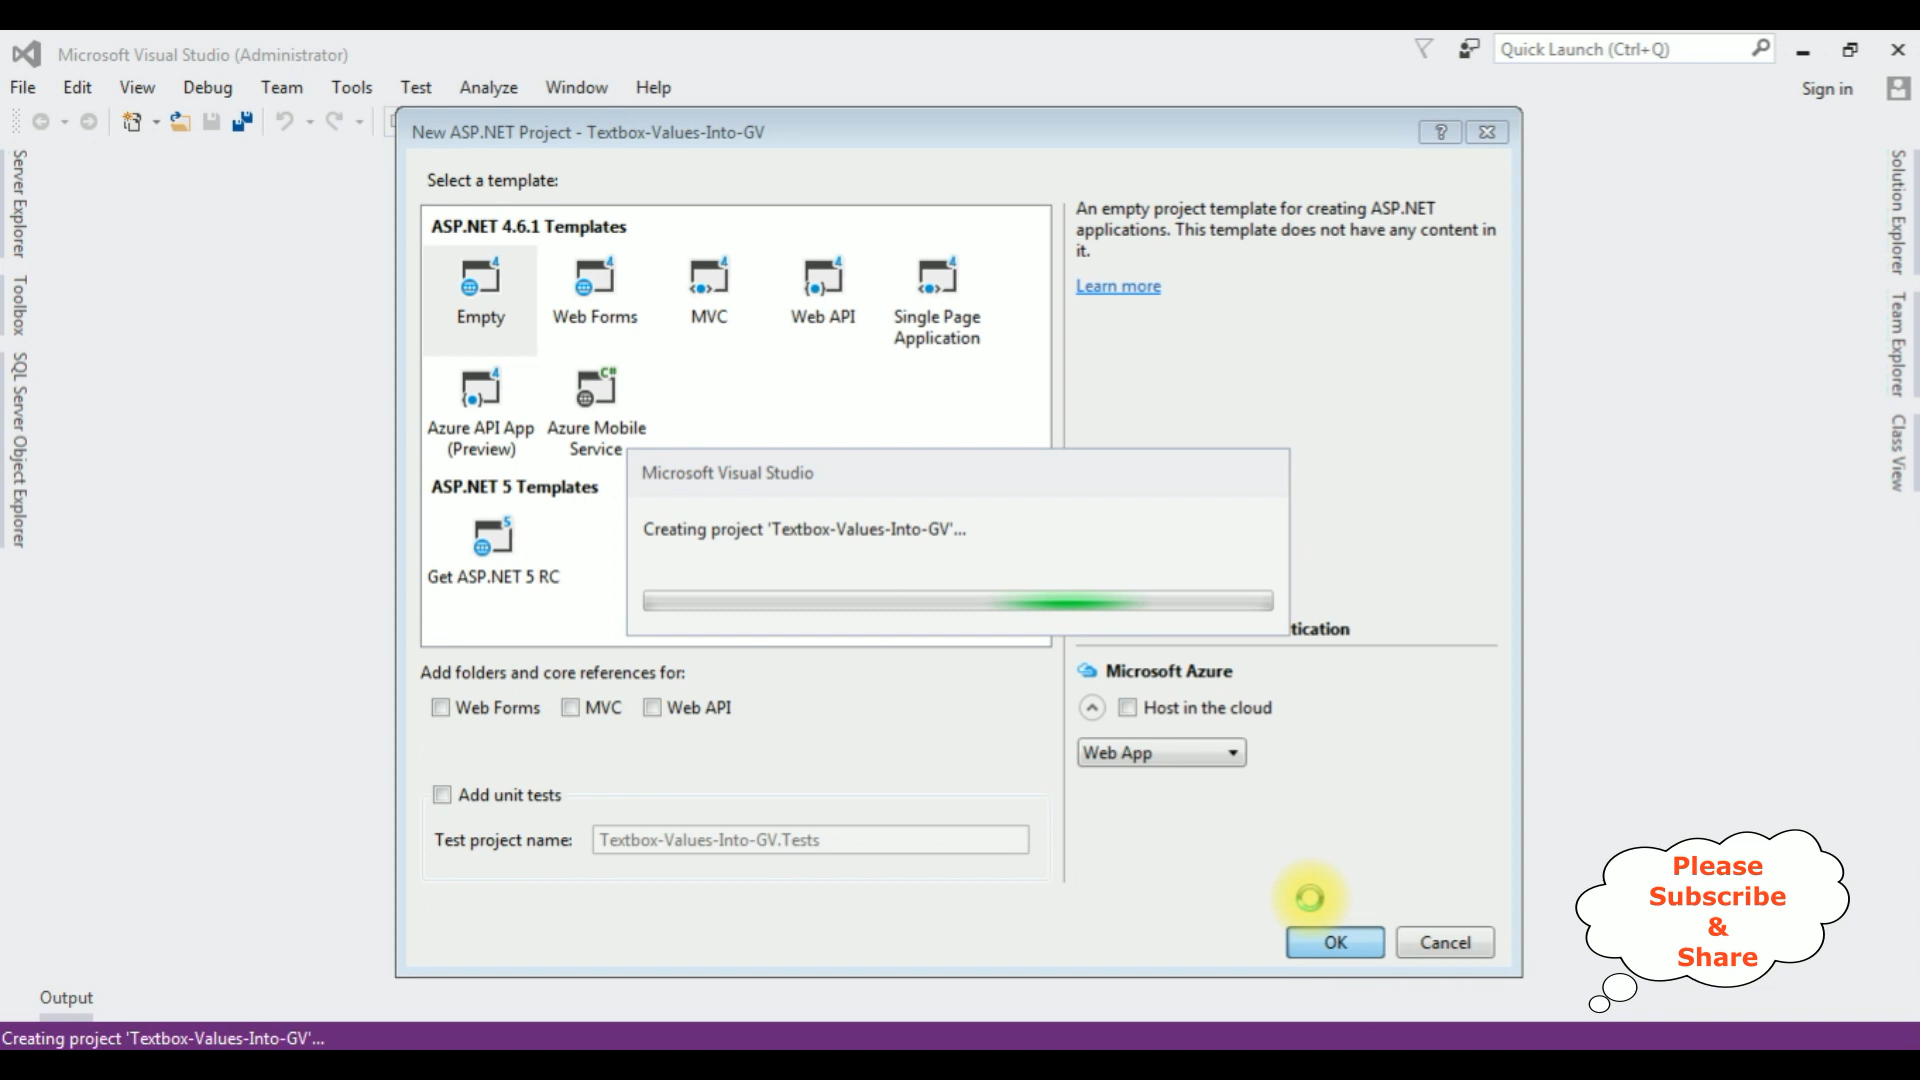 Microsoft Visual Studio (Administrator)
Quick Launch (Ctrl+Q)
File Edit View Debug Team Tools Test Analyze Window Help
Sign in
Server Explorer
Toolbox
SQL Server Object Explorer
New ASP.NET Project - Textbox-Values-Into-GV
?
Select a template:
ASP.NET 4.6.1 Templates
4 4 4 4 4
Empty Web Forms MVC Web API Single Page
Application
4 C#
Azure API App Azure Mobile
(Preview) Service
ASP.NET 5 Templates
5
Get ASP.NET 5 RC
An empty project template for creating ASP.NET
applications. This template does not have any content in
it.
Learn more
Microsoft Visual Studio
Creating project 'Textbox-Values-Into-GV'...
tication
Add folders and core references for:
Web Forms MVC Web API
Add unit tests
Test project name: Textbox-Values-Into-GV.Tests
Microsoft Azure
Host in the cloud
Web App
OK Cancel
Solution Explorer
Team Explorer
Class View
Please
Subscribe
&
Share
Output
Creating project 'Textbox-Values-Into-GV'...